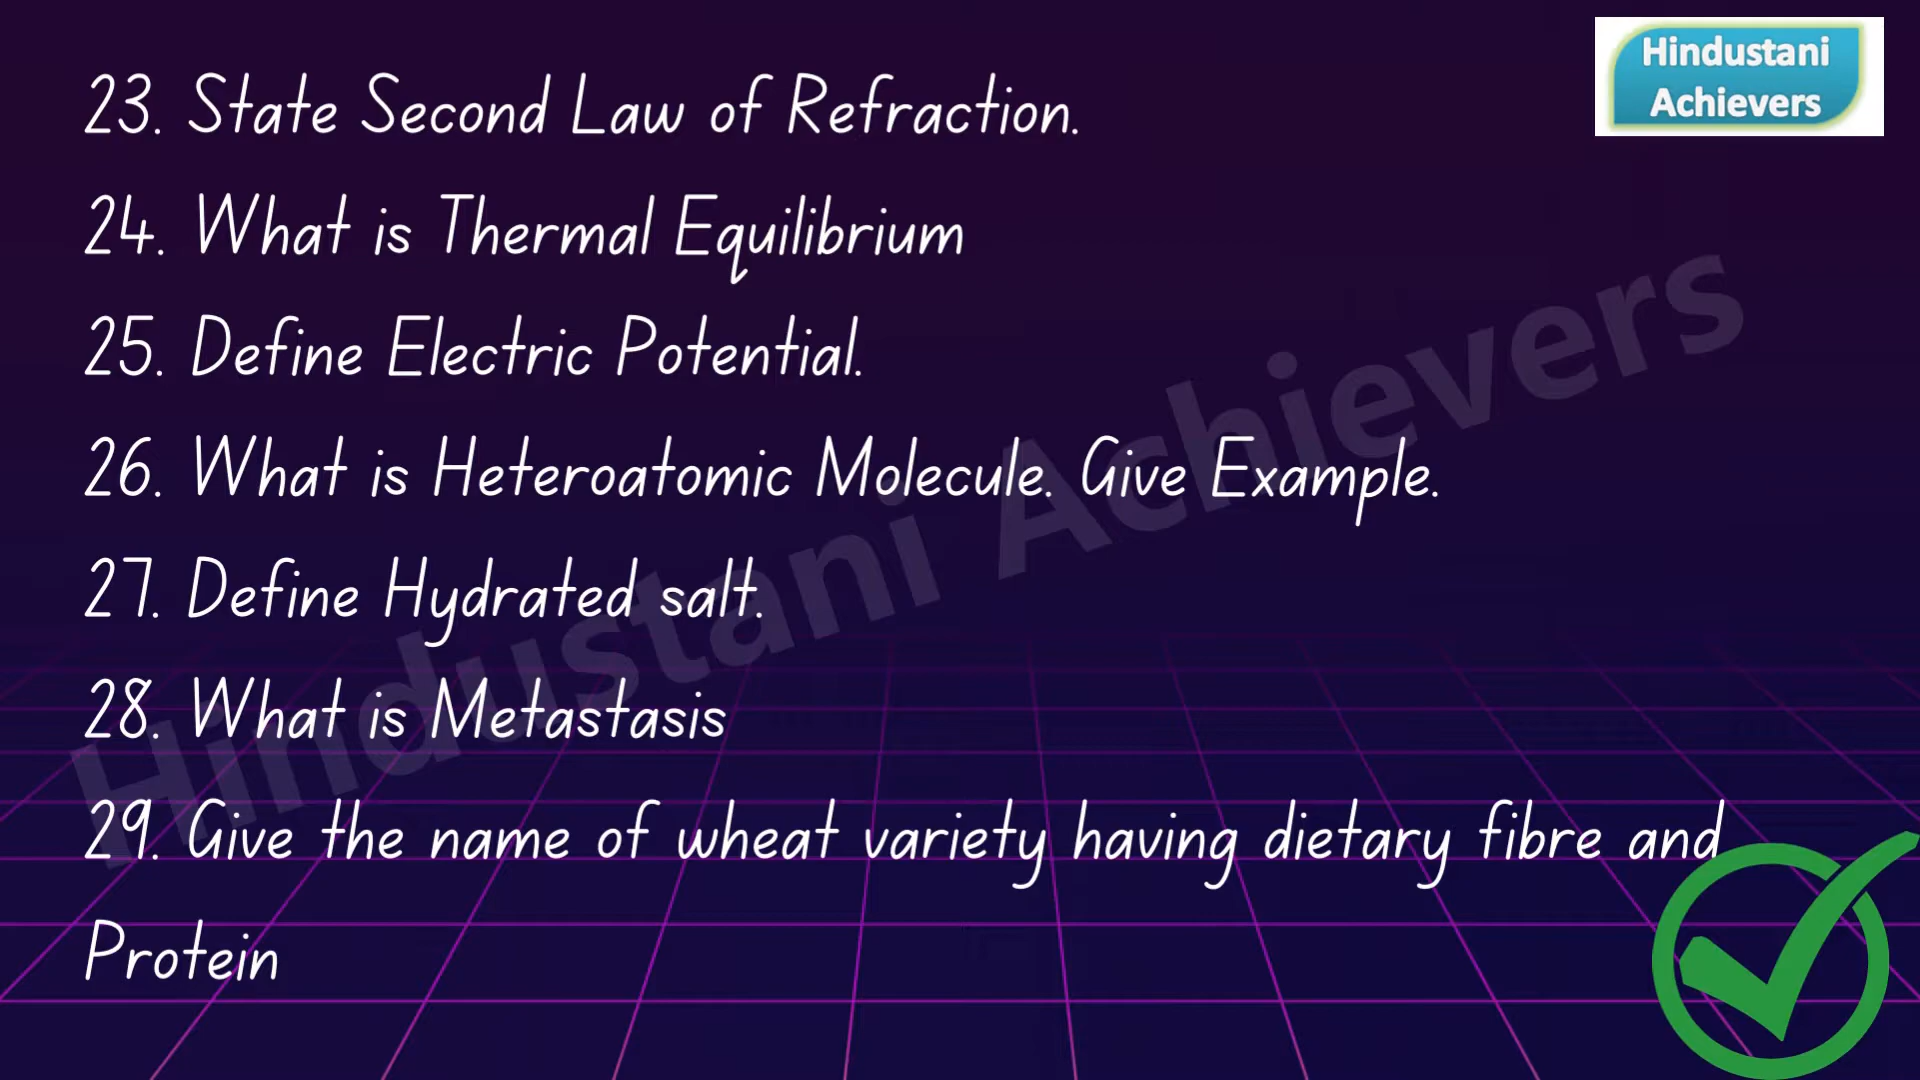 Hindustani
Achievers
23. State Second Law of Refraction.
24. What is Thermal Equilibrium
25. Define Electric Potential.
26. What is Heteroatomic Molecule. Give Example.
27. Define Hydrated salt.
28. What is Metastasis
29. Give the name of wheat variety having dietary fibre and
Protein
Hindustani Achievers